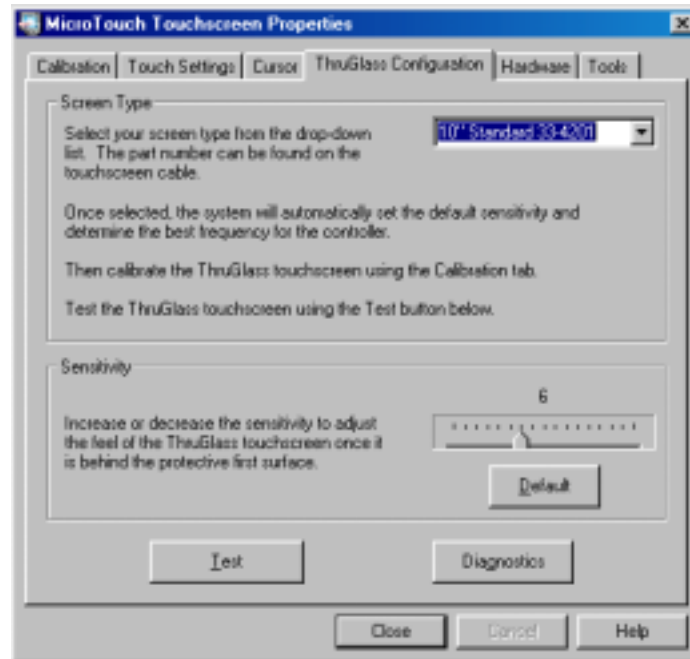 MicroTouch Touchscreen Properties
Calibration
Touch Settings
Cursor
ThruGlass Configuration
Hardware
Tools
Screen Type
Select your screen type from the drop-down
list. The part number can be found on the
touchscreen cable.
10" Standard 33-4201
Once selected, the system will automatically set the default sensitivity and
determine the best frequency for the controller.
Then calibrate the ThruGlass touchscreen using the Calibration tab.
Test the ThruGlass touchscreen using the Test button below.
Sensitivity
6
Increase or decrease the sensitivity to adjust
the feel of the ThruGlass touchscreen once it
is behind the protective first surface.
Default
Test
Diagnostics
Close
Cancel
Help